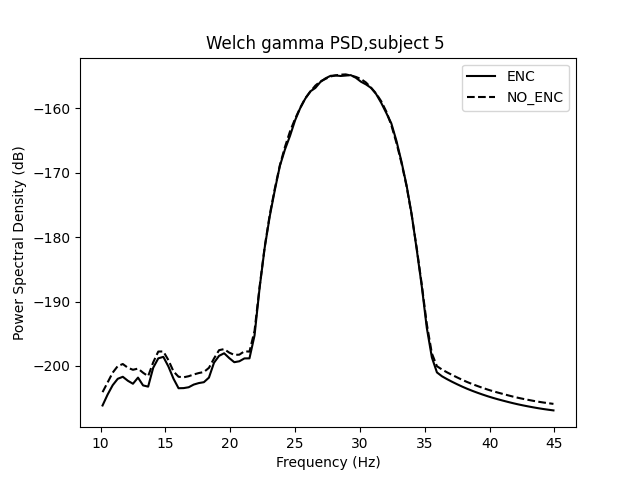 Welch gamma PSD,subject 5
ENC
NO_ENC
Power Spectral Density (dB)
−160
−170
−180
−190
−200
10 15 20 25 30 35 40 45
Frequency (Hz)